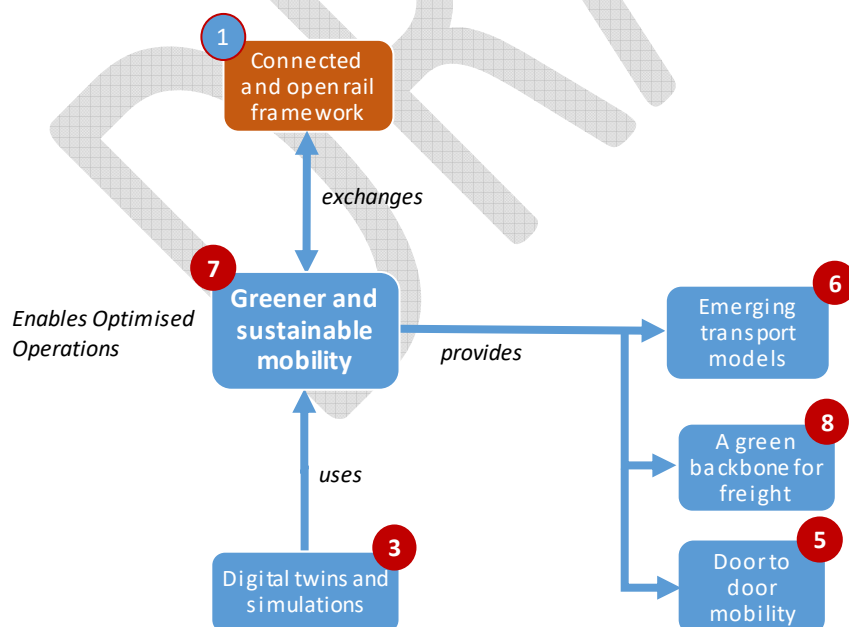 1
Connected
and open rail
framework
exchanges
7
Greener and
sustainable
mobility
Enables Optimised
Operations
provides
6
Emerging
transport
models
8
A green
backbone for
freight
uses
3
Digital twins and
simulations
5
Door to
door
mobility